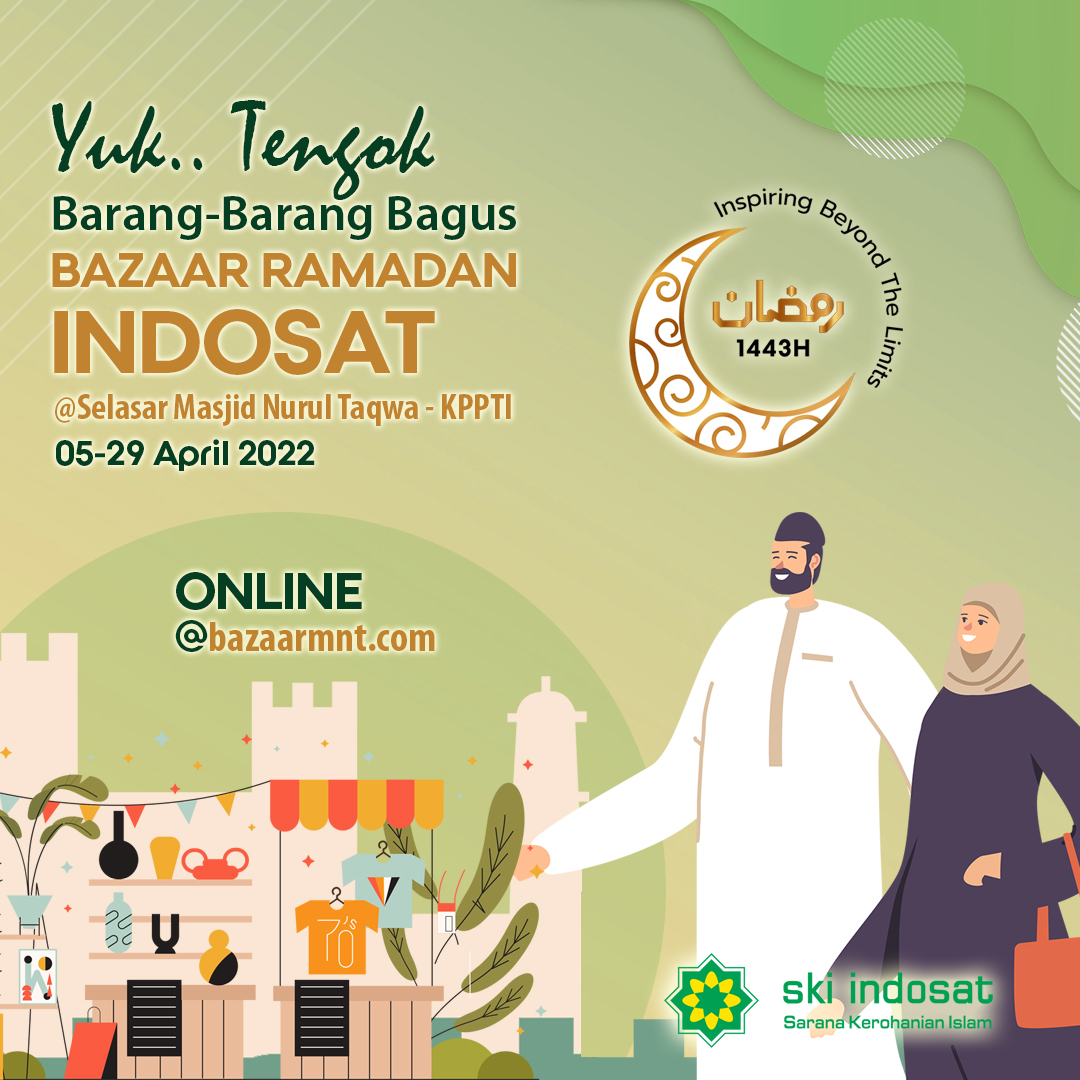 Yuk.. Tengok
Barang-Barang Bagus
BAZAAR RAMADAN
INDOSAT
@Selasar Masjid Nurul Taqwa - KPPTI
05-29 April 2022
Inspiring Beyond The Limits
رمضان
1443H
ONLINE
@bazaarmnt.com
70's
ski indosat
Sarana Kerohanian Islam